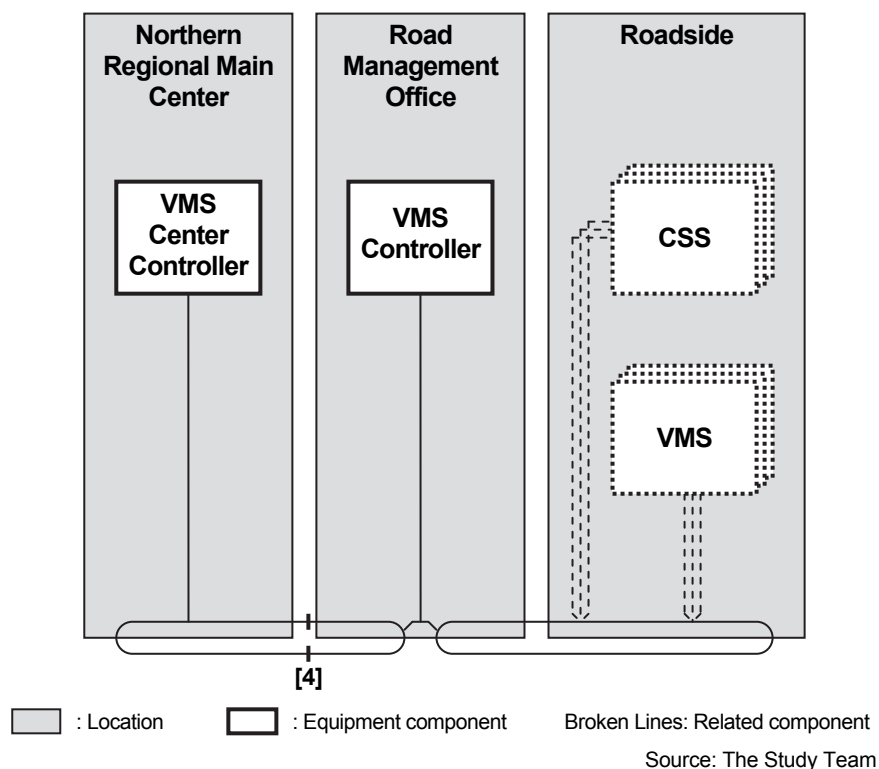 Northern
Regional Main
Center
Road
Management
Office
Roadside
VMS
Center
Controller
VMS
Controller
CSS
VMS
[4]
: Location
: Equipment component
Broken Lines: Related component
Source: The Study Team